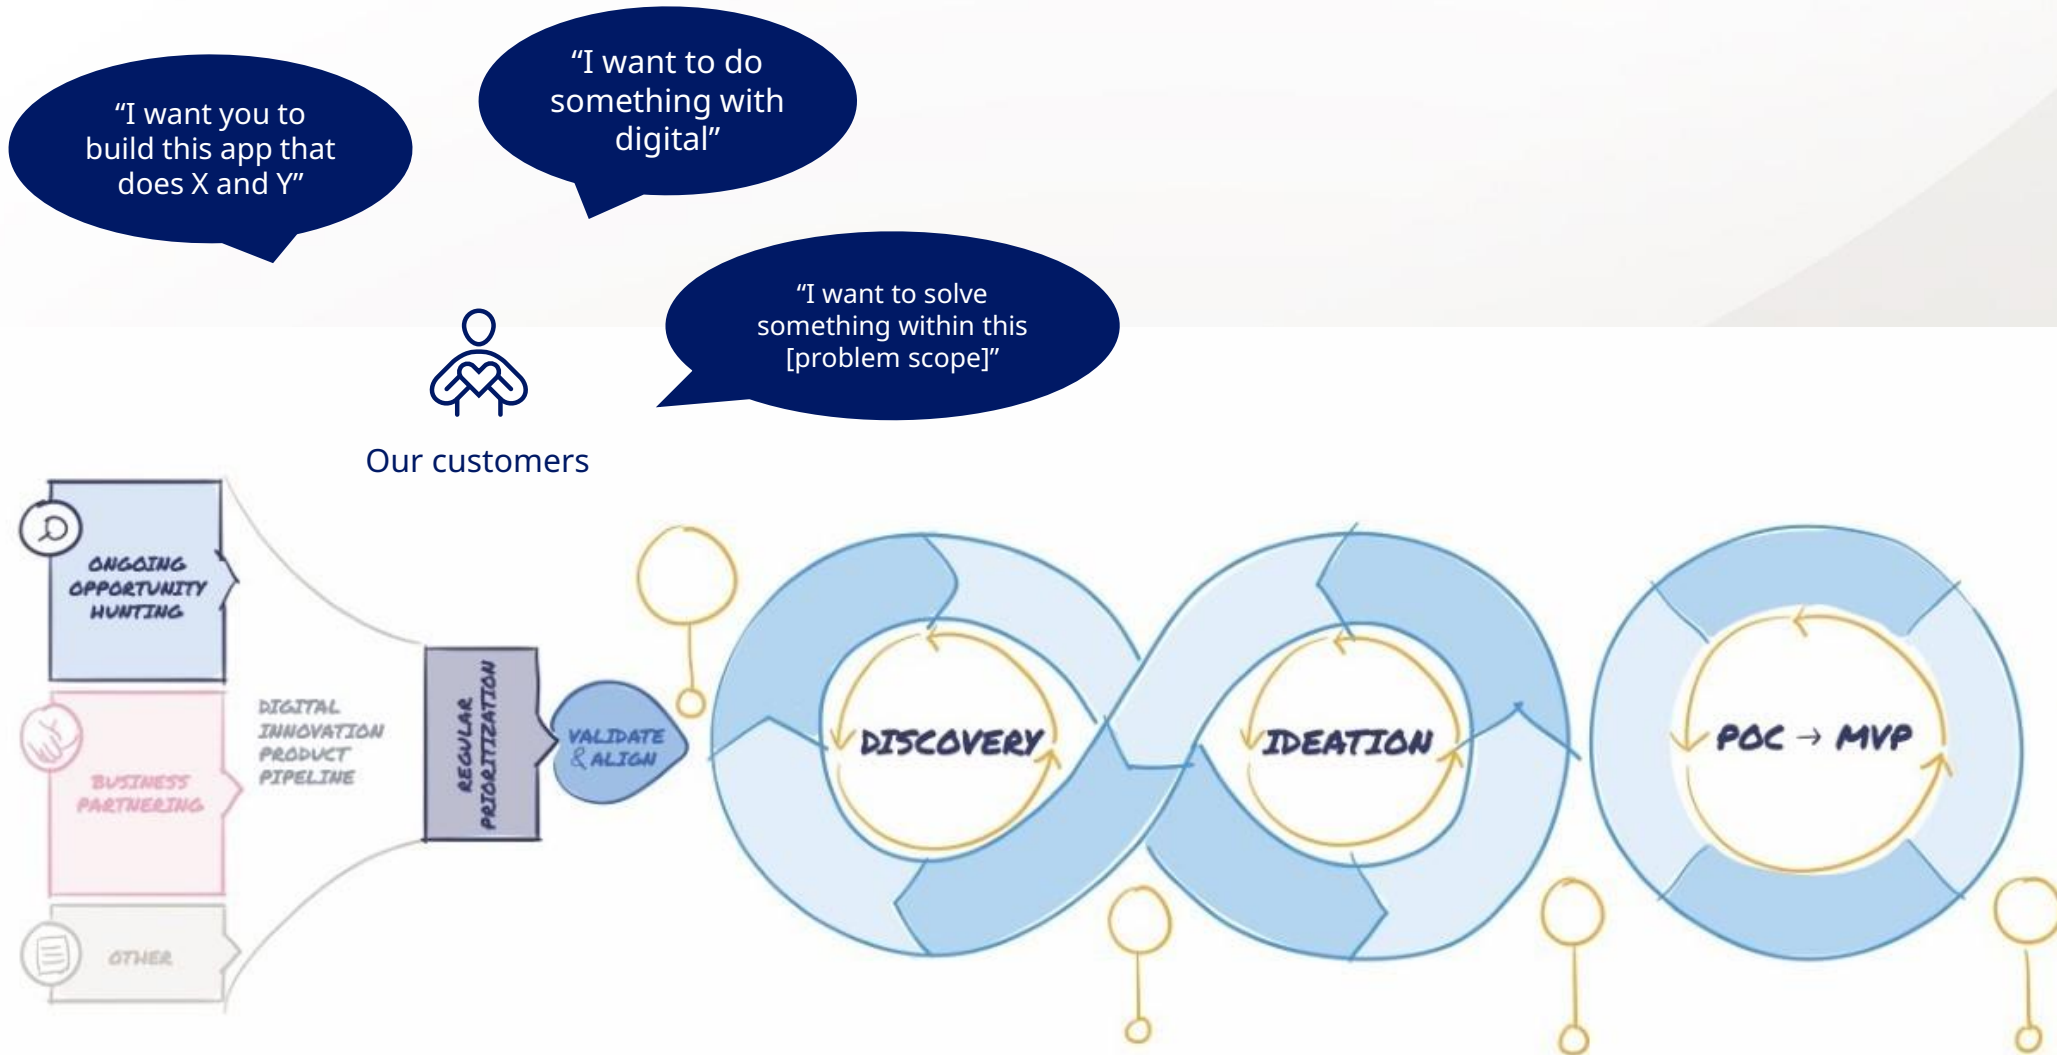 “I want you to
build this app that
does X and Y”
“I want to do
something with
digital”
“I want to solve
something within this
[problem scope]”
Our customers
ONGOING
OPPORTUNITY
HUNTING
BUSINESS
PARTNERING
OTHER
DIGITAL
INNOVATION
PRODUCT
PIPELINE
REGULAR
PRIORITIZATION
VALIDATE
& ALIGN
DISCOVERY
IDEATION
POC → MVP